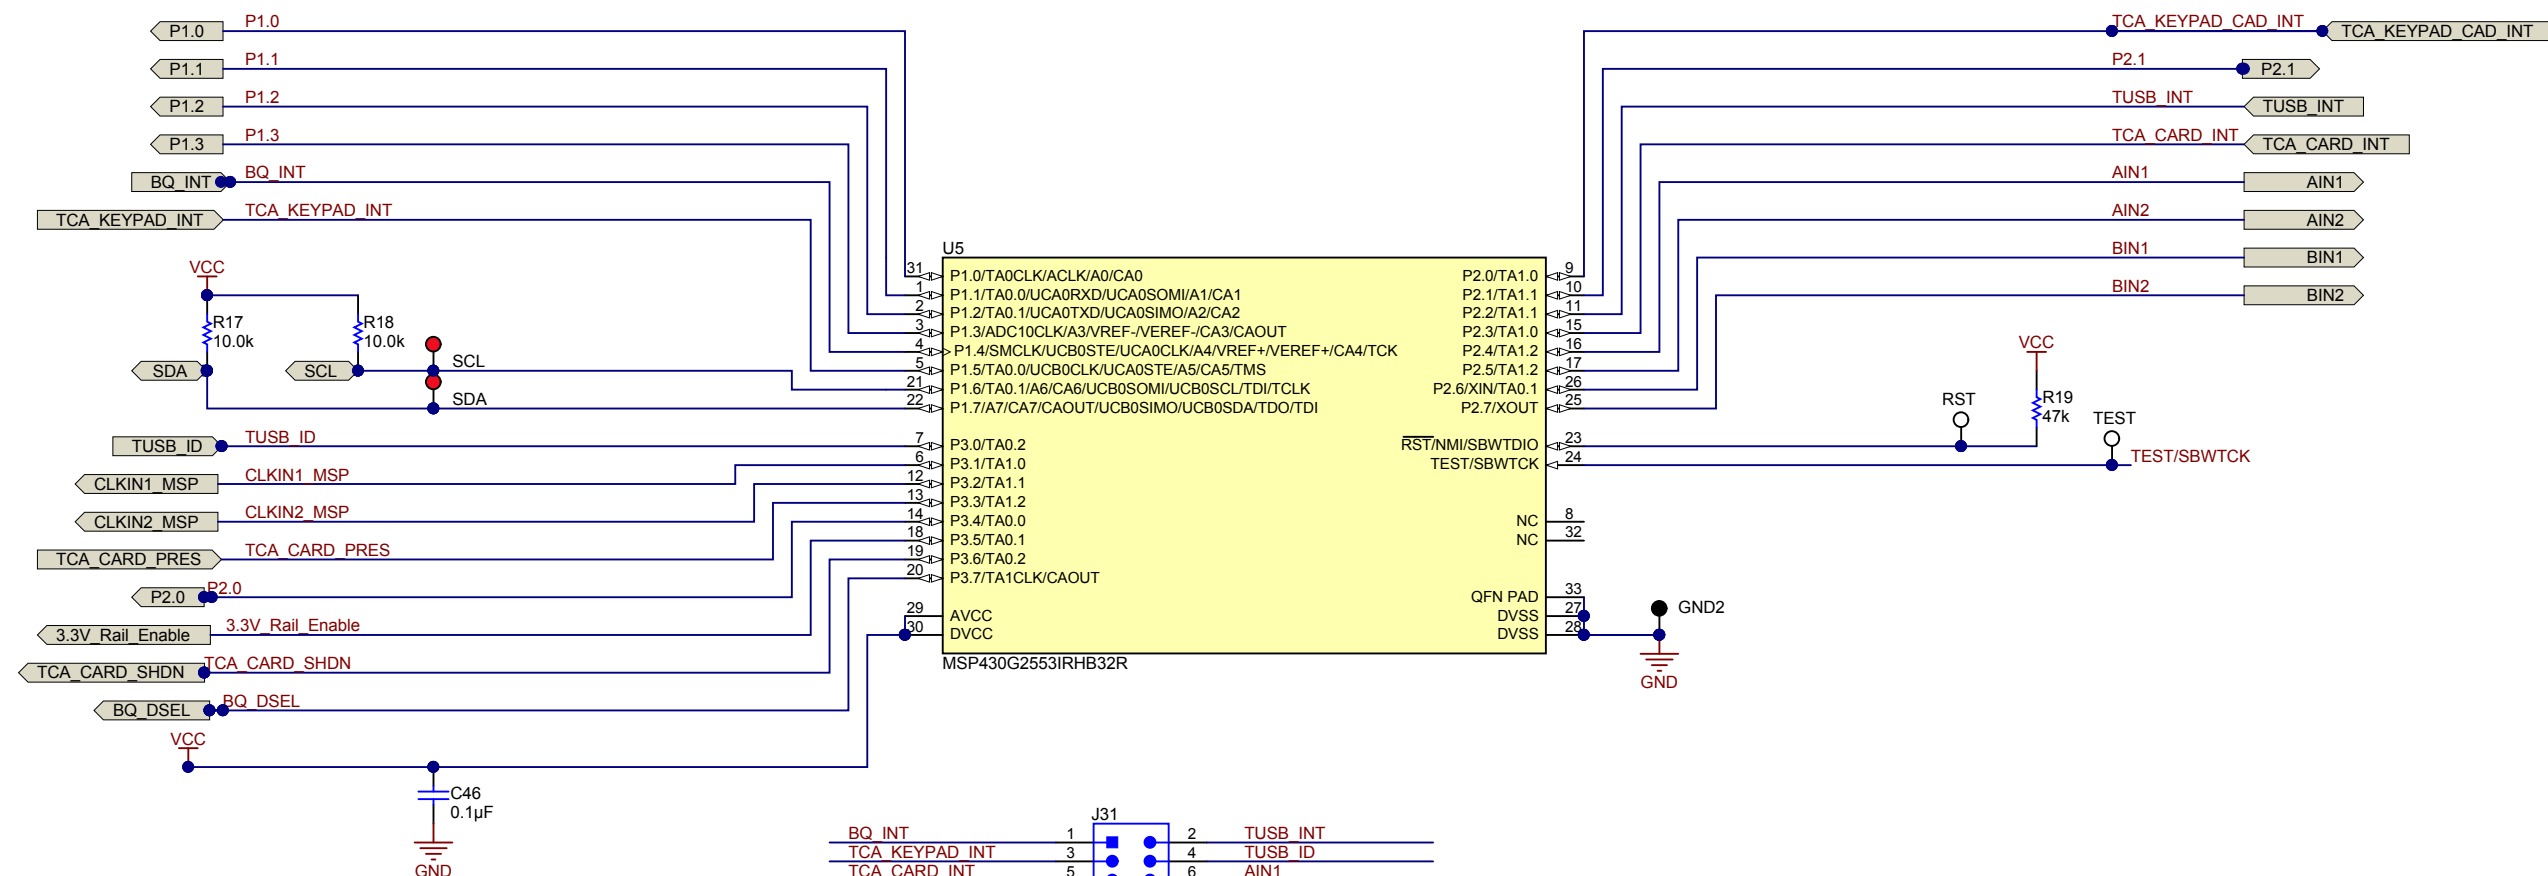 P1.0 P1.0
P1.1 P1.1
P1.2 P1.2
P1.3 P1.3
BQ_INT BQ_INT
TCA_KEYPAD_INT TCA_KEYPAD_INT
VCC
R17
10.0k
R18
10.0k
SDA
SCL
SCL
SDA
TUSB_ID TUSB_ID
CLKIN1_MSP CLKIN1_MSP
CLKIN2_MSP CLKIN2_MSP
TCA_CARD_PRES TCA_CARD_PRES
P2.0 P2.0
3.3V_Rail_Enable 3.3V_Rail_Enable
TCA_CARD_SHDN TCA_CARD_SHDN
BQ_DSEL BQ_DSEL
VCC
C46
0.1µF
GND
U5
31 P1.0/TA0CLK/ACLK/A0/CA0
1 P1.1/TA0.0/UCA0RXD/UCA0SOMI/A1/CA1
2 P1.2/TA0.1/UCA0TXD/UCA0SIMO/A2/CA2
3 P1.3/ADC10CLK/A3/VREF-/VEREF-/CA3/CAOUT
4 P1.4/SMCLK/UCB0STE/UCA0CLK/A4/VREF+/VEREF+/CA4/TCK
5 P1.5/TA0.0/UCB0CLK/UCA0STE/A5/CA5/TMS
21 P1.6/TA0.1/A6/CA6/UCB0SOMI/UCB0SCL/TDI/TCLK
22 P1.7/A7/CA7/CAOUT/UCB0SIMO/UCB0SDA/TDO/TDI
7 P3.0/TA0.2
6 P3.1/TA1.0
12 P3.2/TA1.1
13 P3.3/TA1.2
14 P3.4/TA0.0
18 P3.5/TA0.1
19 P3.6/TA0.2
20 P3.7/TA1CLK/CAOUT
29 AVCC
30 DVCC
MSP430G2553IRHB32R
P2.0/TA1.0 9
P2.1/TA1.1 10
P2.2/TA1.1 11
P2.3/TA1.0 15
P2.4/TA1.2 16
P2.5/TA1.2 17
P2.6/XIN/TA0.1 26
P2.7/XOUT 25
RST/NMI/SBWTDIO 23
TEST/SBWTCK 24
NC 8
NC 32
QFN PAD 33
DVSS 27
DVSS 28
GND2
GND
TCA_KEYPAD_CAD_INT TCA_KEYPAD_CAD_INT
P2.1 P2.1
TUSB_INT TUSB_INT
TCA_CARD_INT TCA_CARD_INT
AIN1 AIN1
AIN2 AIN2
BIN1 BIN1
BIN2 BIN2
VCC
R19
47k
RST
TEST
TEST/SBWTCK
J31
BQ_INT 1 2 TUSB_INT
TCA_KEYPAD_INT 3 4 TUSB_ID
TCA_CARD_INT 5 6 AIN1